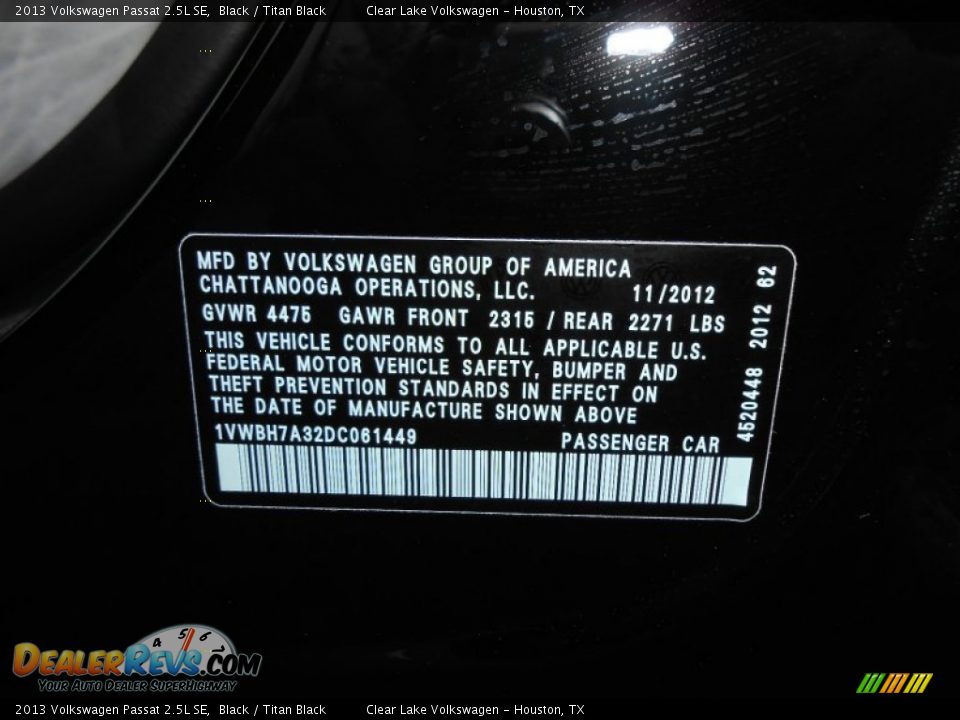 2013 Volkswagen Passat 2.5L SE, Black / Titan Black Clear Lake Volkswagen - Houston, TX
MFD BY VOLKSWAGEN GROUP OF AMERICA
CHATTANOOGA OPERATIONS, LLC. 11/2012
GVWR 4475 GAWR FRONT 2315 / REAR 2271 LBS
THIS VEHICLE CONFORMS TO ALL APPLICABLE U.S.
FEDERAL MOTOR VEHICLE SAFETY, BUMPER AND
THEFT PREVENTION STANDARDS IN EFFECT ON
THE DATE OF MANUFACTURE SHOWN ABOVE
1VWBH7A32DC061449 PASSENGER CAR
4520448 2012 62
4 5 6
DEALERREVS.COM
YOUR AUTO DEALER SUPERHIGHWAY
2013 Volkswagen Passat 2.5L SE, Black / Titan Black Clear Lake Volkswagen - Houston, TX